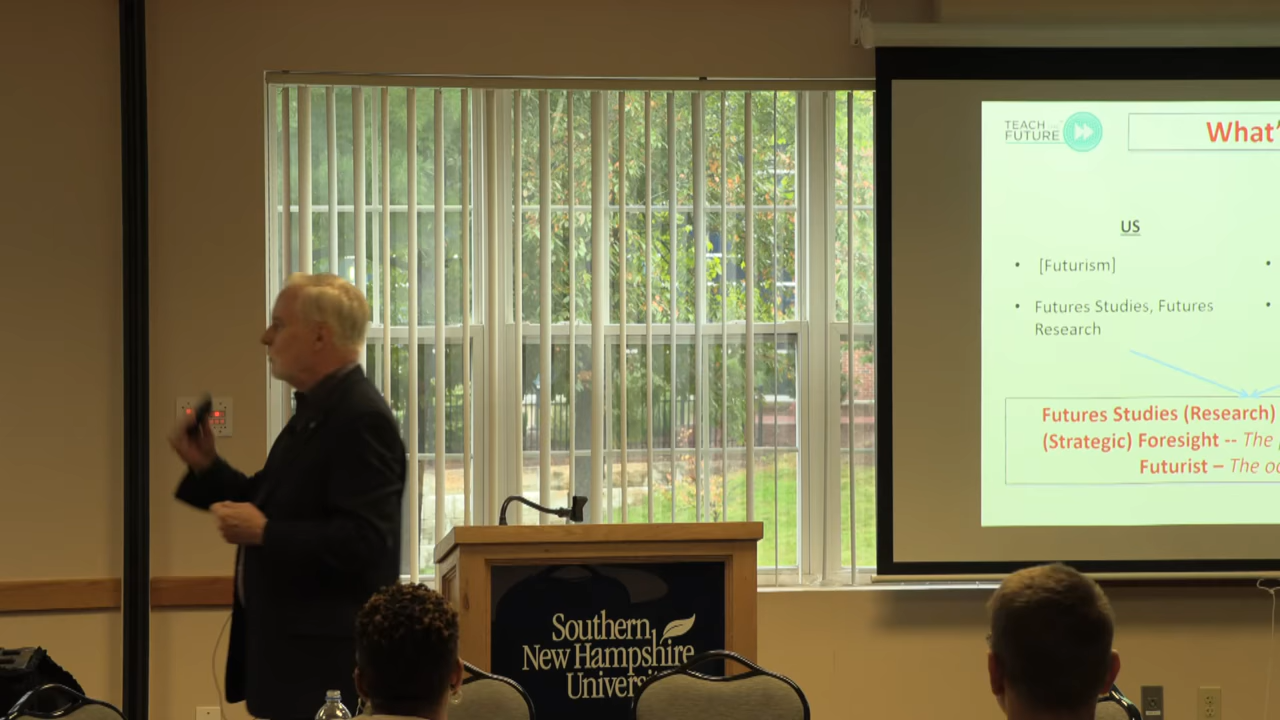 TEACH
FUTURE
What'
US
• [Futurism]
•
• Futures Studies, Futures
Research
•
Futures Studies (Research)
(Strategic) Foresight -- The
Futurist – The
Southern
New Hampshire
University